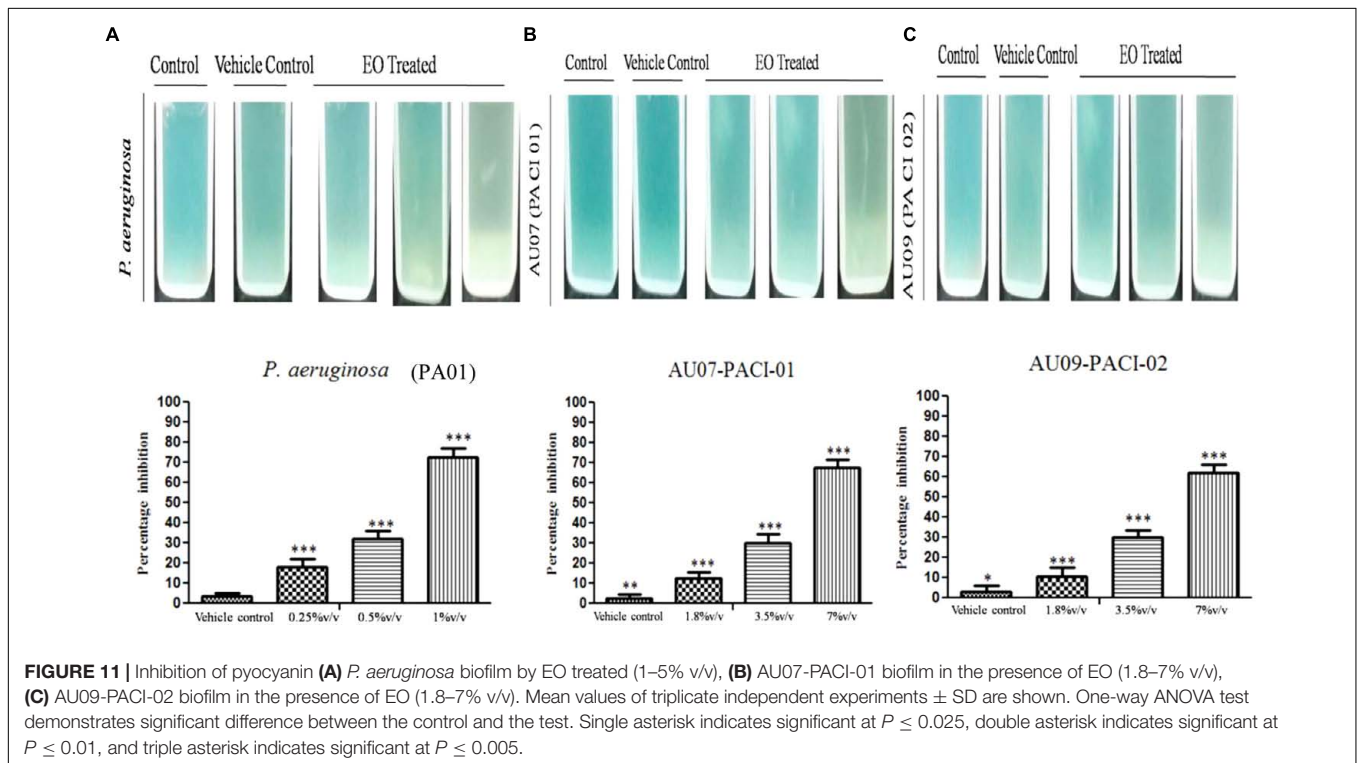 A
B
C
Control Vehicle Control EO Treated
Control Vehicle Control EO Treated
Control Vehicle Control EO Treated
P. aeruginosa
AU07 (PA CI 01)
AU09 (PA CI 02)
P. aeruginosa (PA01)
Percentage inhibition
100
90
80
70
60
50
40
30
20
10
0
***
***
***
Vehicle control 0.25%v/v 0.5%v/v 1%v/v
AU07-PACI-01
Percentage inhibition
100
90
80
70
60
50
40
30
20
10
0
**
***
***
***
Vehicle control 1.8%v/v 3.5%v/v 7%v/v
AU09-PACI-02
Percentage inhibition
100
90
80
70
60
50
40
30
20
10
0
*
***
***
***
Vehicle control 1.8%v/v 3.5%v/v 7%v/v
FIGURE 11 | Inhibition of pyocyanin (A) P. aeruginosa biofilm by EO treated (1–5% v/v), (B) AU07-PACI-01 biofilm in the presence of EO (1.8–7% v/v),
(C) AU09-PACI-02 biofilm in the presence of EO (1.8–7% v/v). Mean values of triplicate independent experiments ± SD are shown. One-way ANOVA test
demonstrates significant difference between the control and the test. Single asterisk indicates significant at P ≤ 0.025, double asterisk indicates significant at
P ≤ 0.01, and triple asterisk indicates significant at P ≤ 0.005.